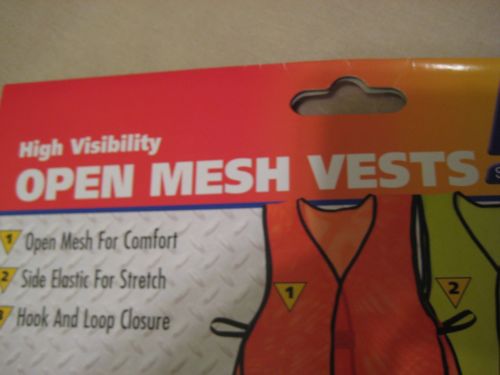 High Visibility
OPEN MESH VESTS
1 Open Mesh For Comfort
2 Side Elastic For Stretch
3 Hook And Loop Closure
1
2